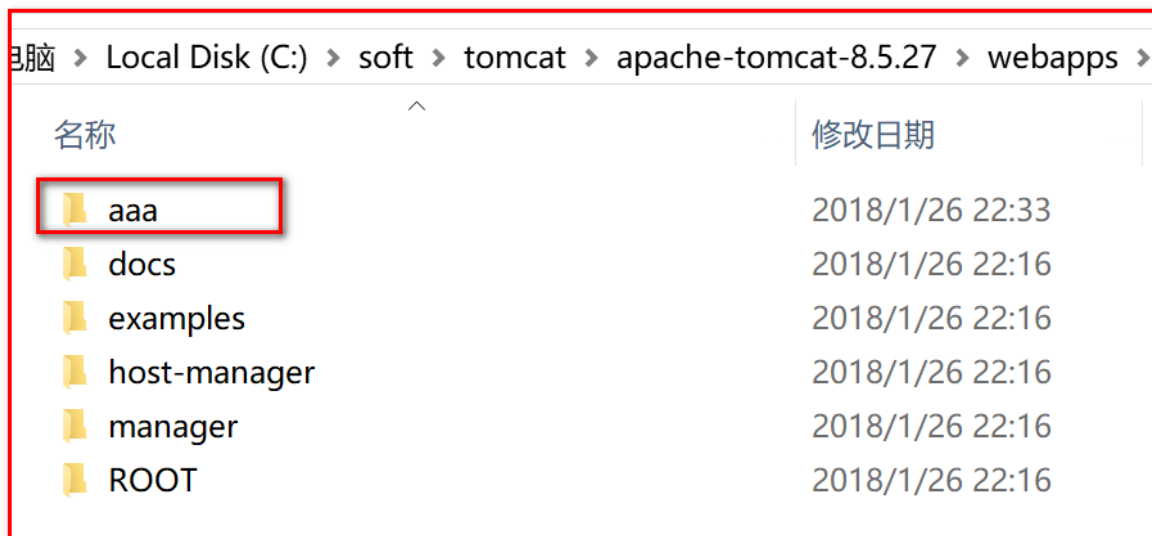 电脑 > Local Disk (C:) > soft > tomcat > apache-tomcat-8.5.27 > webapps >
名称 修改日期
aaa 2018/1/26 22:33
docs 2018/1/26 22:16
examples 2018/1/26 22:16
host-manager 2018/1/26 22:16
manager 2018/1/26 22:16
ROOT 2018/1/26 22:16